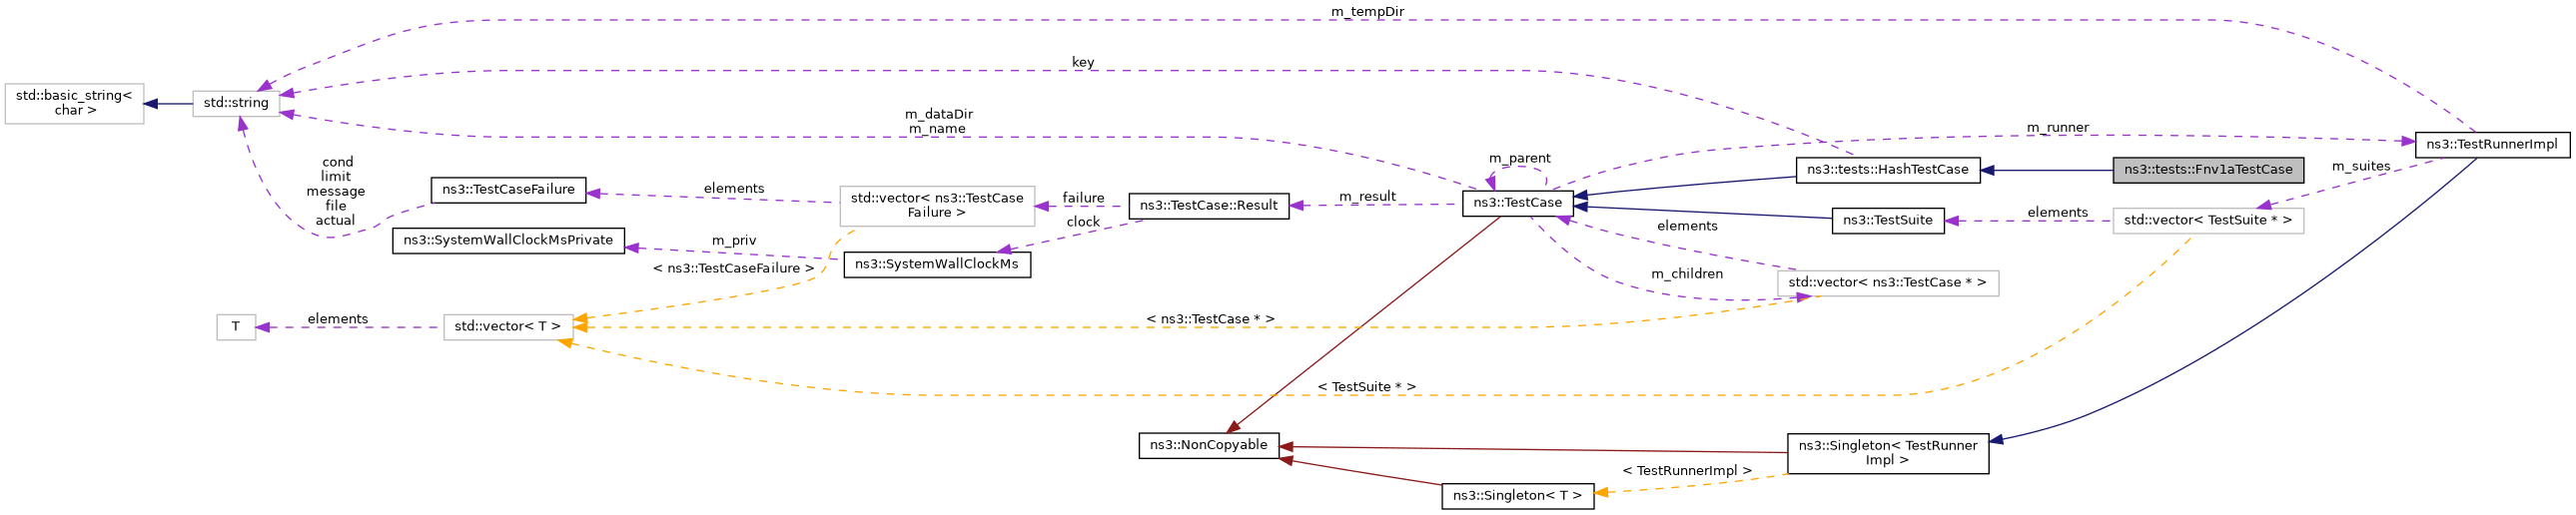 m_tempDir
key
std::basic_string<
char >
std::string
m_dataDir
m_name
m_runner
ns3::TestRunnerImpl
cond
limit
message
file
actual
m_parent
ns3::tests::HashTestCase
ns3::tests::Fnv1aTestCase
m_suites
ns3::TestCaseFailure
elements
std::vector< ns3::TestCase
Failure >
failure
ns3::TestCase::Result
m_result
ns3::TestCase
clock
ns3::TestSuite
elements
std::vector< TestSuite * >
elements
ns3::SystemWallClockMsPrivate
m_priv
ns3::SystemWallClockMs
< ns3::TestCaseFailure >
m_children
std::vector< ns3::TestCase * >
T
elements
std::vector< T >
< ns3::TestCase * >
< TestSuite * >
ns3::NonCopyable
ns3::Singleton< TestRunner
Impl >
< TestRunnerImpl >
ns3::Singleton< T >